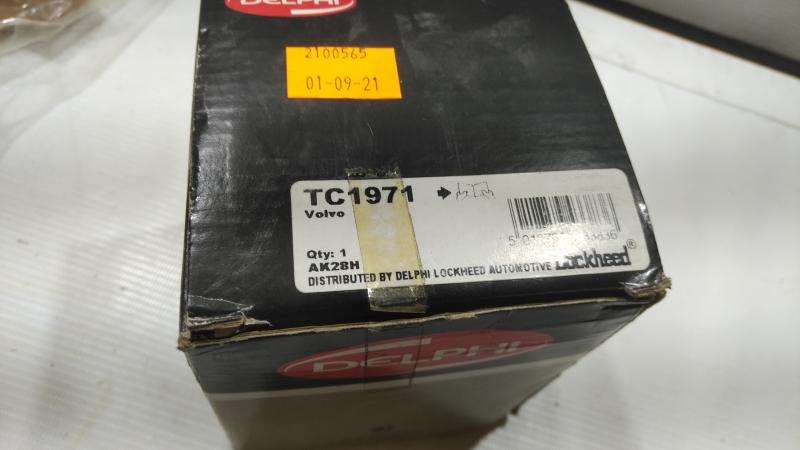 DELPHI
2100565
01-09-21
TC1971
Volvo
Qty: 1
AK28H
DISTRIBUTED BY DELPHI LOCKHEED AUTOMOTIVE
Lockheed®
DELPHI